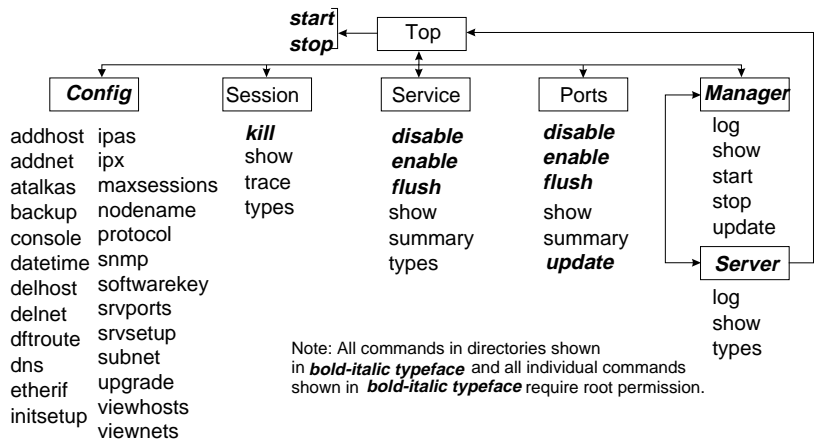 start
stop
Top
Config
Session
Service
Ports
Manager
addhost
addnet
atalkas
backup
console
datetime
delhost
delnet
dftroute
dns
etherif
initsetup
ipas
ipx
maxsessions
nodename
protocol
snmp
softwarekey
srvports
srvsetup
subnet
upgrade
viewhosts
viewnets
kill
show
trace
types
disable
enable
flush
show
summary
types
disable
enable
flush
show
summary
update
log
show
start
stop
update
Server
log
show
types
Note: All commands in directories shown
in bold-italic typeface and all individual commands
shown in bold-italic typeface require root permission.